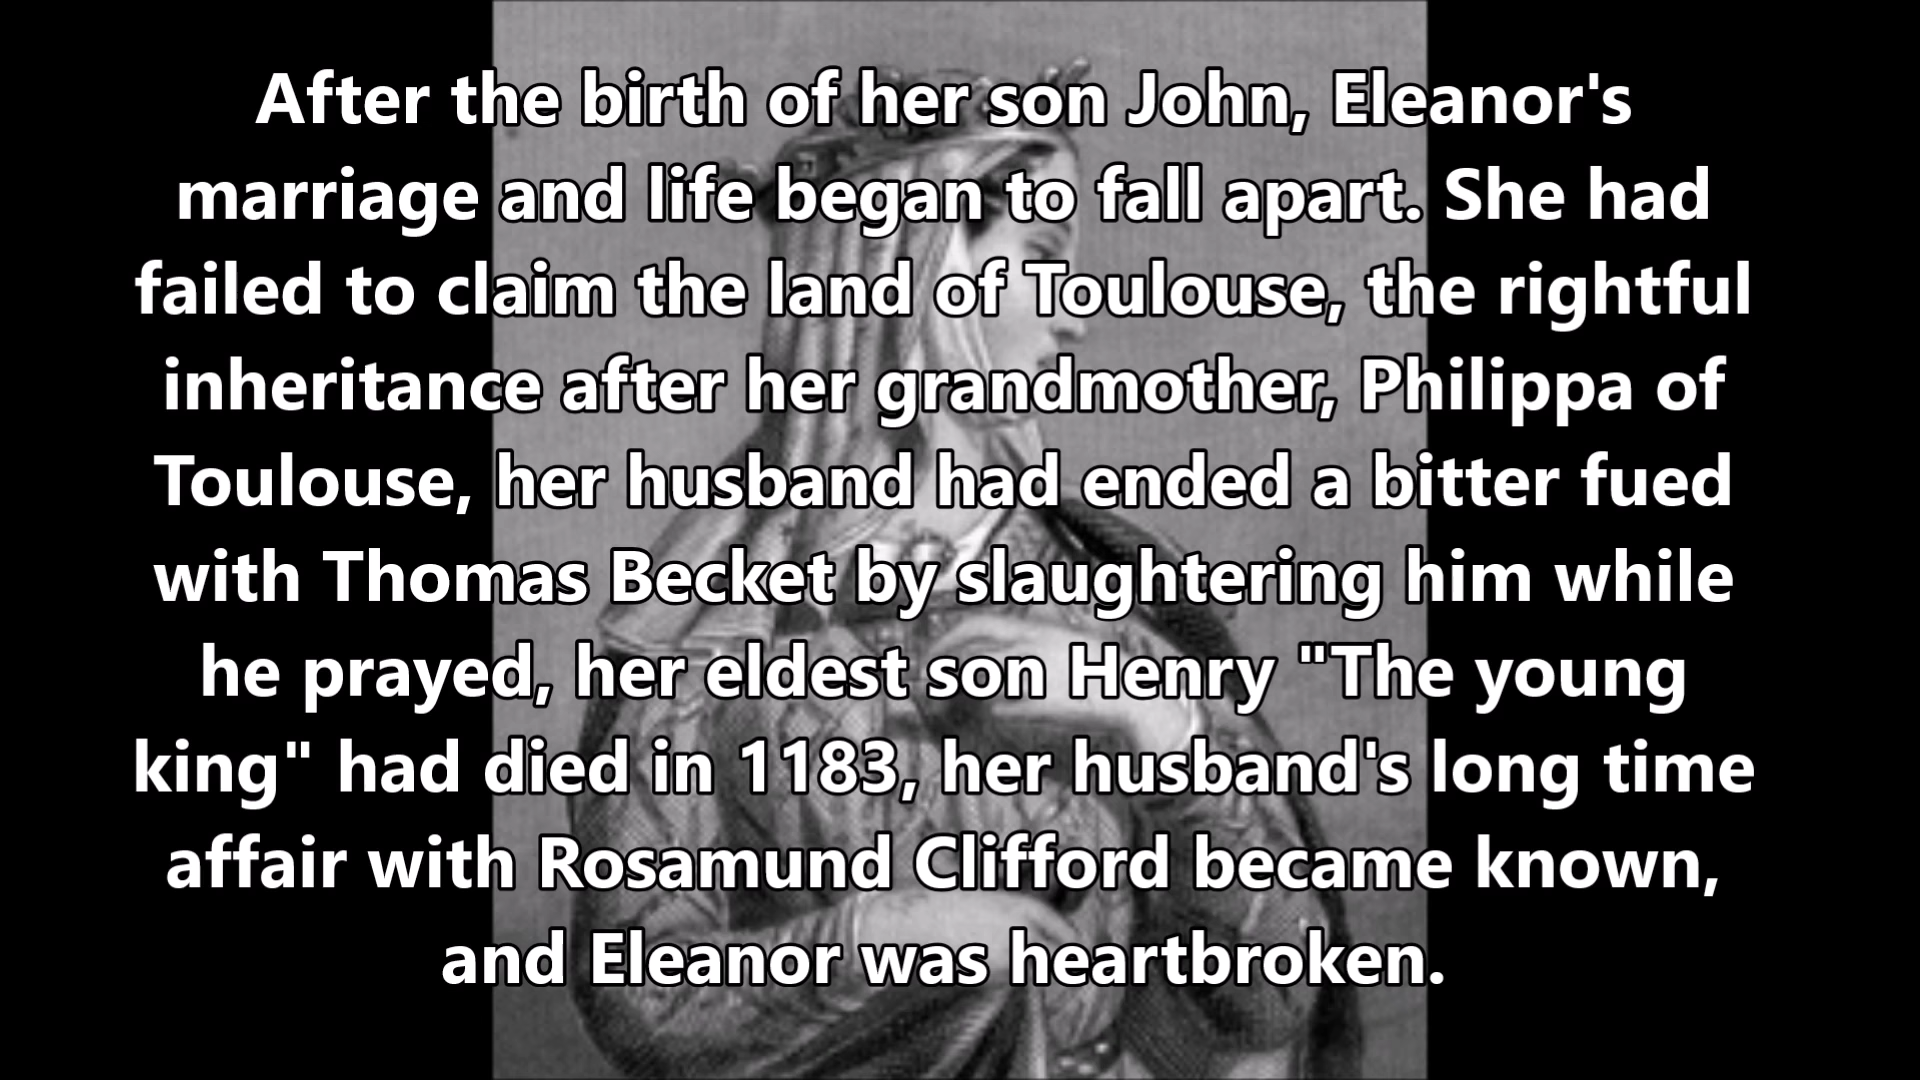 After the birth of her son John, Eleanor's
marriage and life began to fall apart. She had
failed to claim the land of Toulouse, the rightful
inheritance after her grandmother, Philippa of
Toulouse, her husband had ended a bitter fued
with Thomas Becket by slaughtering him while
he prayed, her eldest son Henry "The young
king" had died in 1183, her husband's long time
affair with Rosamund Clifford became known,
and Eleanor was heartbroken.